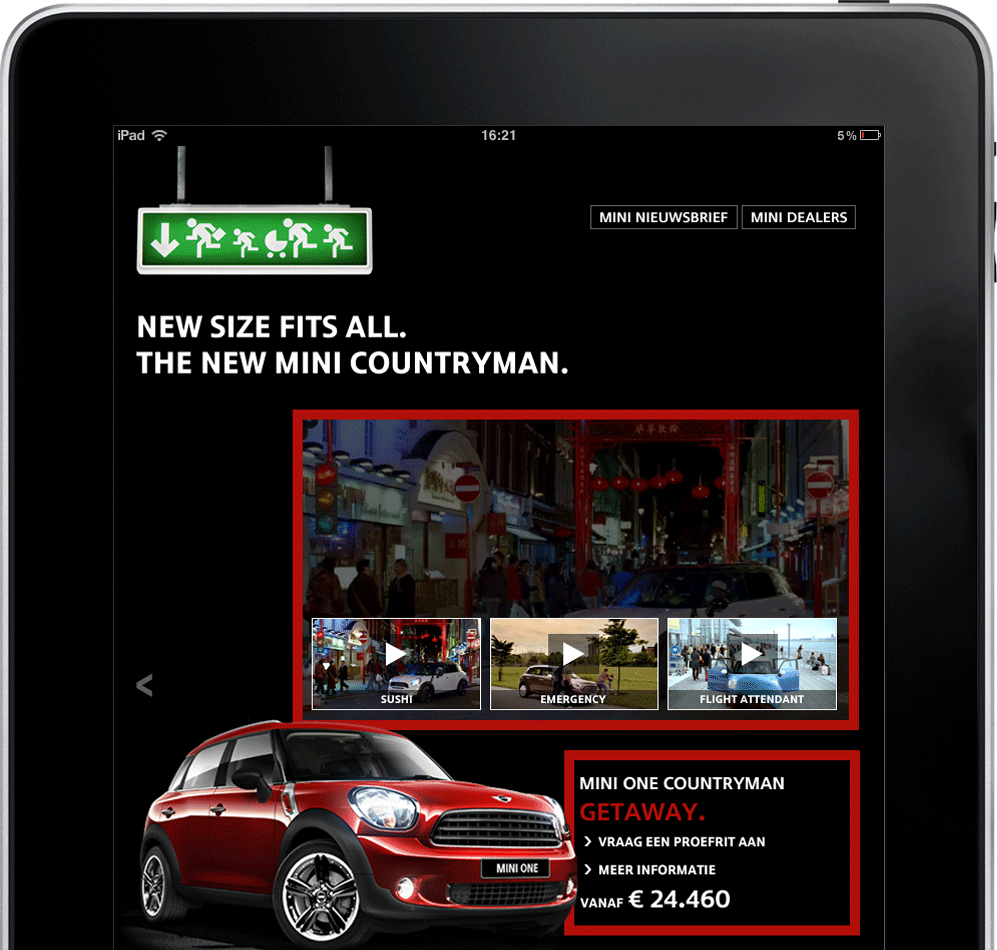 iPad 16:21 5%
MINI NIEUWSBRIEF MINI DEALERS
NEW SIZE FITS ALL.
THE NEW MINI COUNTRYMAN.
SUSHI EMERGENCY FLIGHT ATTENDANT
MINI ONE COUNTRYMAN
GETAWAY.
VRAAG EEN PROEFRIT AAN
MEER INFORMATIE
VANAF € 24.460
MINI ONE